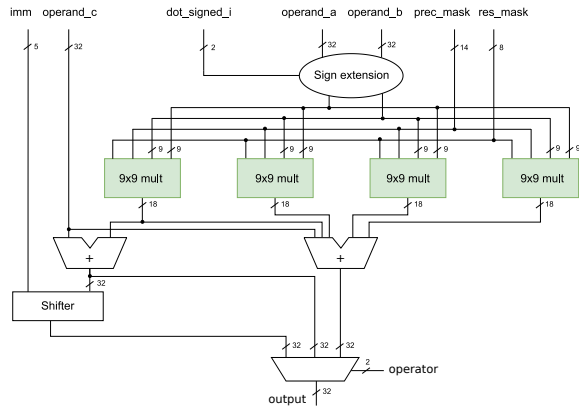 imm operand_c dot_signed_i operand_a operand_b prec_mask res_mask
5 32 2 32 32 14 8
Sign extension
9 9 9 9 9 9 9 9
9x9 mult 9x9 mult 9x9 mult 9x9 mult
18 18 18 18
+ +
32
Shifter
32 32 32
2 operator
output 32